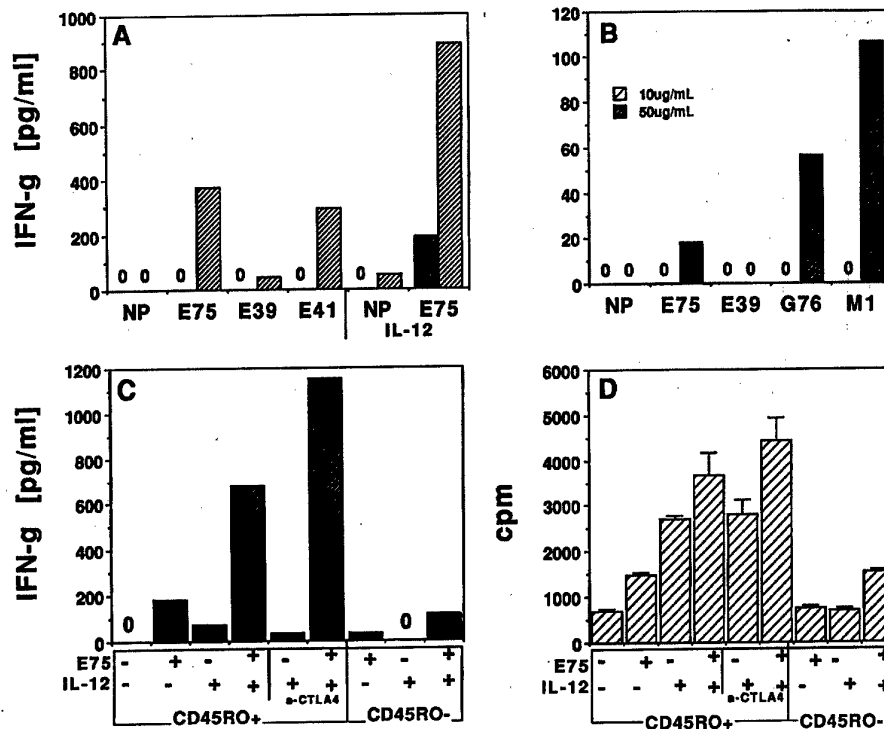 A
IFN-g [pg/ml]
1000
800
600
400
200
0
0 0 0 0 0 0
NP E75 E39 E41 NP E75
IL-12
B
120
100
80
60
40
20
0
10ug/mL
50ug/mL
0 0 0 0 0 0 0
NP E75 E39 G76 M1
C
IFN-g [pg/ml]
1200
1000
800
600
400
200
0
0 0
E75 - + - + - + + - +
IL-12 - - + + + + - + +
a-CTLA4
CD45RO+ CD45RO-
D
cpm
6000
5000
4000
3000
2000
1000
0
E75 - + - + - + + - +
IL-12 - - + + + + - + +
a-CTLA4
CD45RO+ CD45RO-